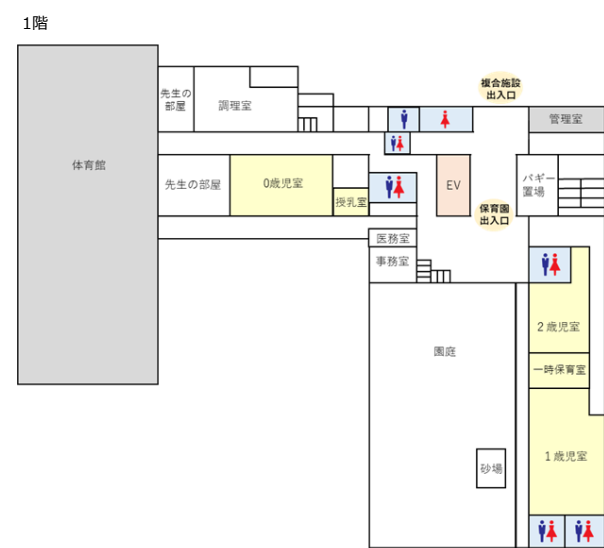 1階
複合施設
出入口
先生の
部屋
調理室
管理室
体育館
先生の部屋
0歳児室
授乳室
EV
バギー
置場
保育園
出入口
医務室
事務室
2歳児室
園庭
一時保育室
1歳児室
砂場